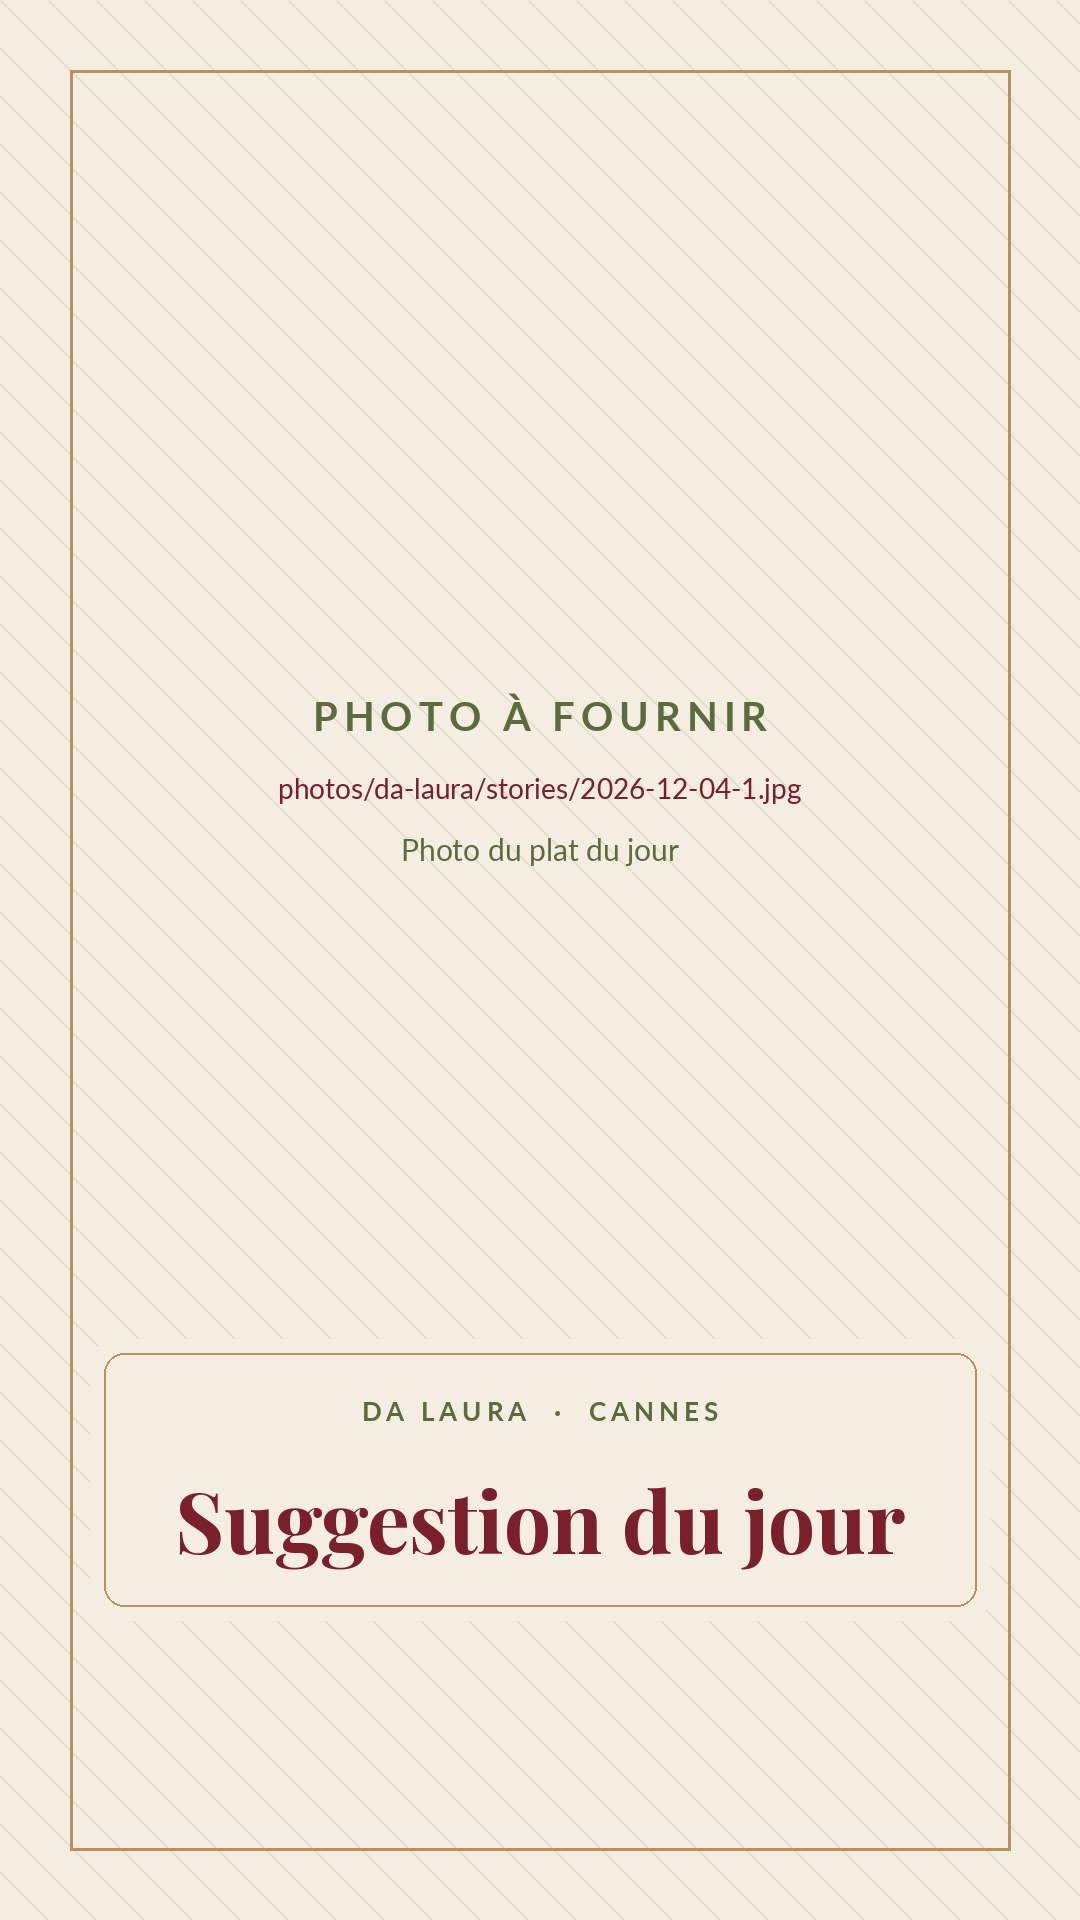 PHOTO À FOURNIR
photos/da-laura/stories/2026-12-04-1.jpg
Photo du plat du jour
DA LAURA · CANNES
Suggestion du jour